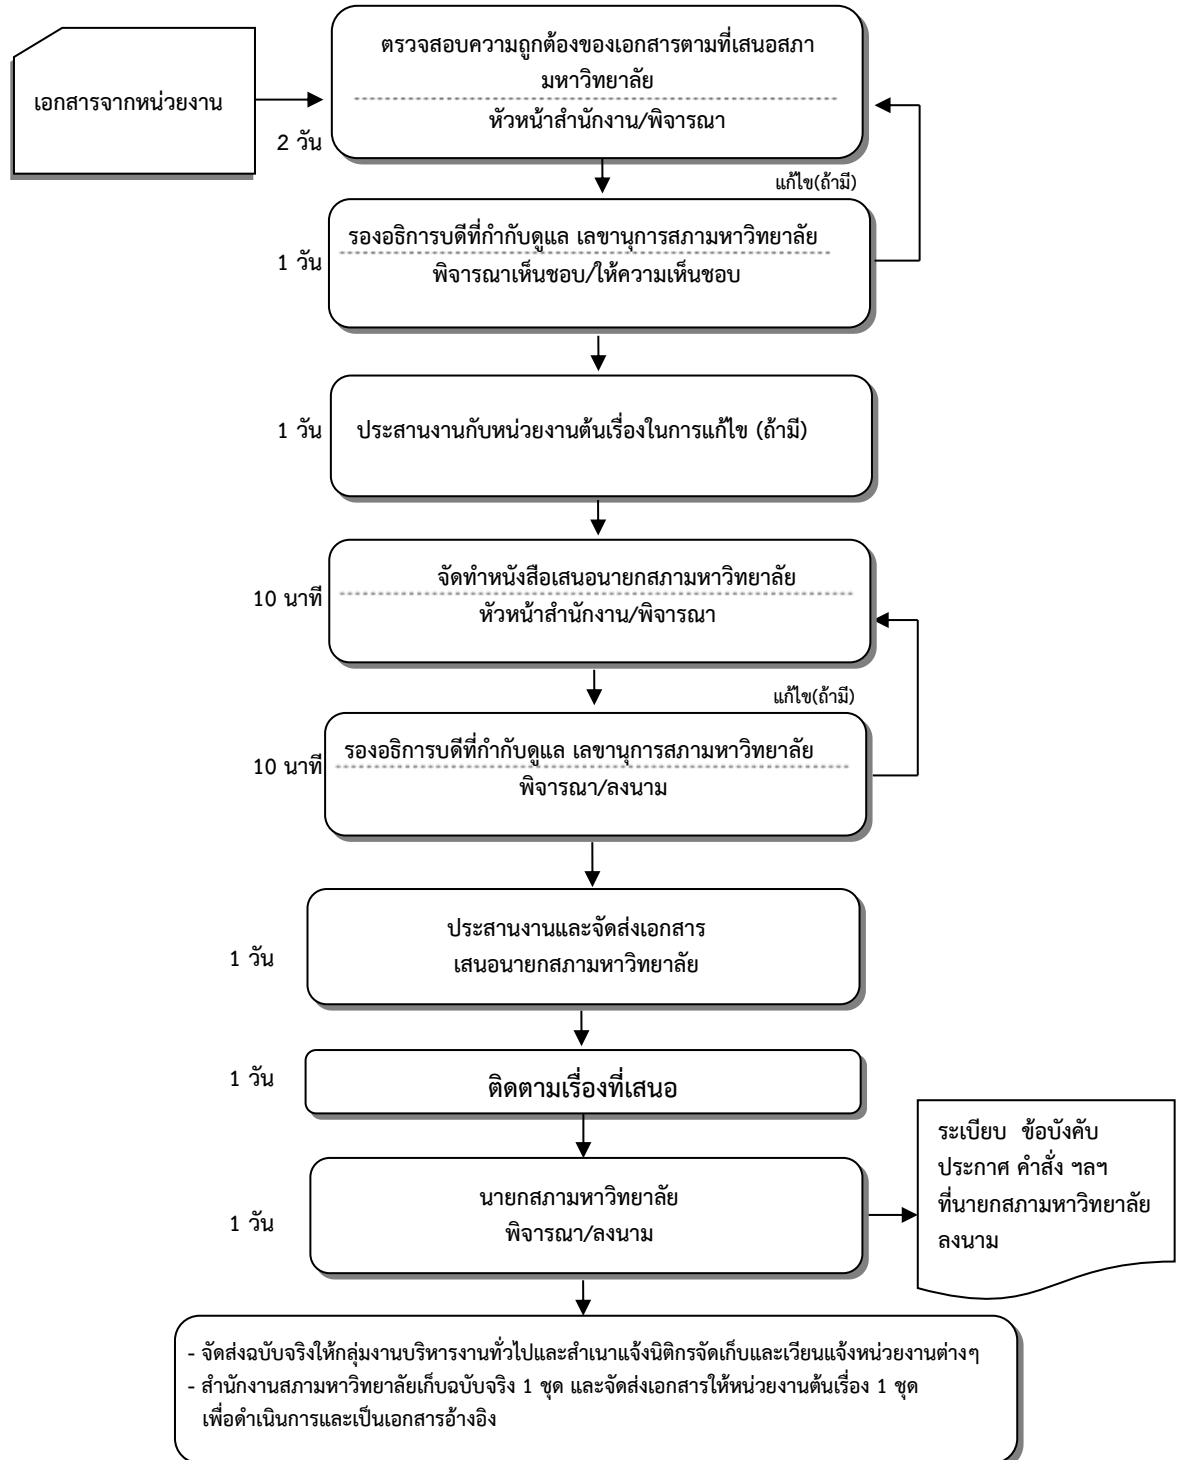 ตรวจสอบความถูกต้องของเอกสารตามที่เสนอสภา
มหาวิทยาลัย
เอกสารจากหน่วยงาน
หัวหน้าสำนักงาน/พิจารณา
2 วัน
แก้ไข(ถ้ามี)
รองอธิการบดีที่กำกับดูแล เลขานุการสภามหาวิทยาลัย
1 วัน
พิจารณาเห็นชอบ/ให้ความเห็นชอบ
1 วัน
ประสานงานกับหน่วยงานต้นเรื่องในการแก้ไข (ถ้ามี)
จัดทำหนังสือเสนอนายกสภามหาวิทยาลัย
10 นาที
หัวหน้าสำนักงาน/พิจารณา
แก้ไข(ถ้ามี)
รองอธิการบดีที่กำกับดูแล เลขานุการสภามหาวิทยาลัย
10 นาที
พิจารณา/ลงนาม
ประสานงานและจัดส่งเอกสาร
1 วัน
เสนอนายกสภามหาวิทยาลัย
1 วัน
ติดตามเรื่องที่เสนอ
ระเบียบ ข้อบังคับ
ประกาศ คำสั่ง ฯลฯ
ที่นายกสภามหาวิทยาลัย
ลงนาม
นายกสภามหาวิทยาลัย
1 วัน
พิจารณา/ลงนาม
- จัดส่งฉบับจริงให้กลุ่มงานบริหารงานทั่วไปและสำเนาแจ้งนิติกรจัดเก็บและเวียนแจ้งหน่วยงานต่างๆ
- สำนักงานสภามหาวิทยาลัยเก็บฉบับจริง 1 ชุด และจัดส่งเอกสารให้หน่วยงานต้นเรื่อง 1 ชุด
เพื่อดำเนินการและเป็นเอกสารอ้างอิง